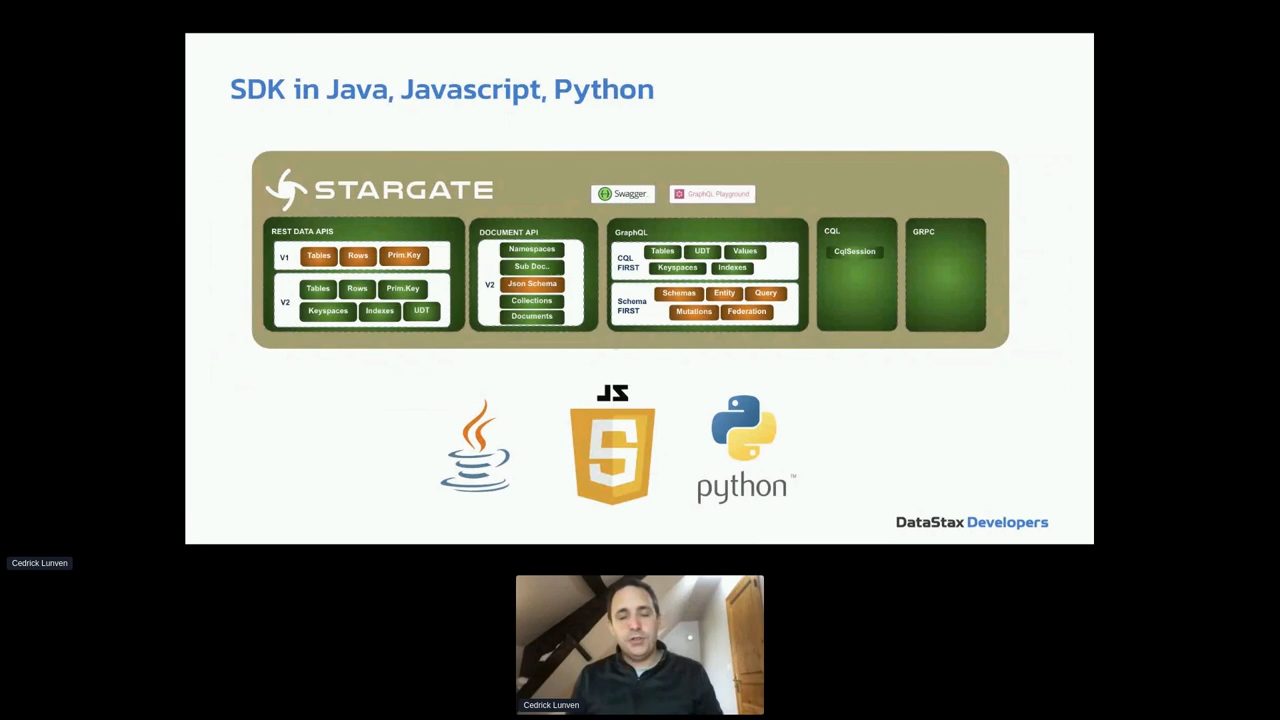 SDK in Java, Javascript, Python
STARGATE
Swagger
GraphQL Playground
REST DATA APIS
V1
Tables
Rows
Prim.Key
V2
Tables
Rows
Prim.Key
Keyspaces
Indexes
UDT
DOCUMENT API
V2
Namespaces
Sub Doc..
Json Schema
Collections
Documents
GraphQL
CQL
FIRST
Tables
UDT
Values
Keyspaces
Indexes
Schema
FIRST
Schemas
Entity
Query
Mutations
Federation
CQL
CqlSession
GRPC
JS
5
python™
DataStax Developers
Cedrick Lunven
Cedrick Lunven